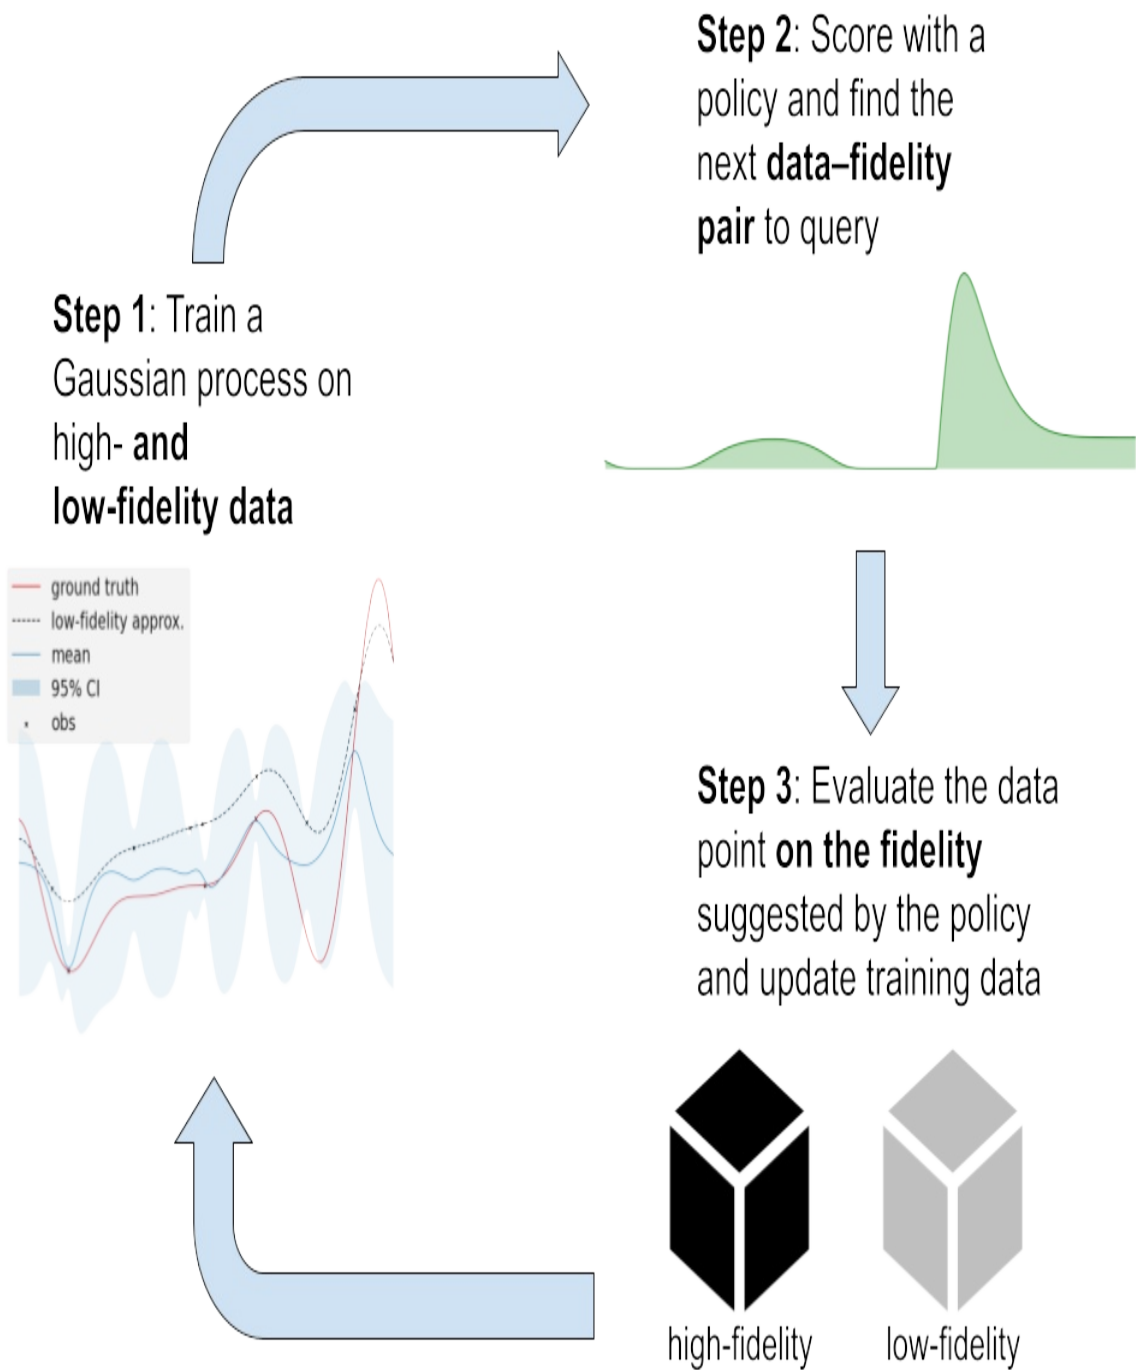 Step 1: Train a
Gaussian process on
high- and
low-fidelity data
ground truth
low-fidelity approx.
mean
95% CI
obs
Step 2: Score with a
policy and find the
next data–fidelity
pair to query
Step 3: Evaluate the data
point on the fidelity
suggested by the policy
and update training data
high-fidelity
low-fidelity